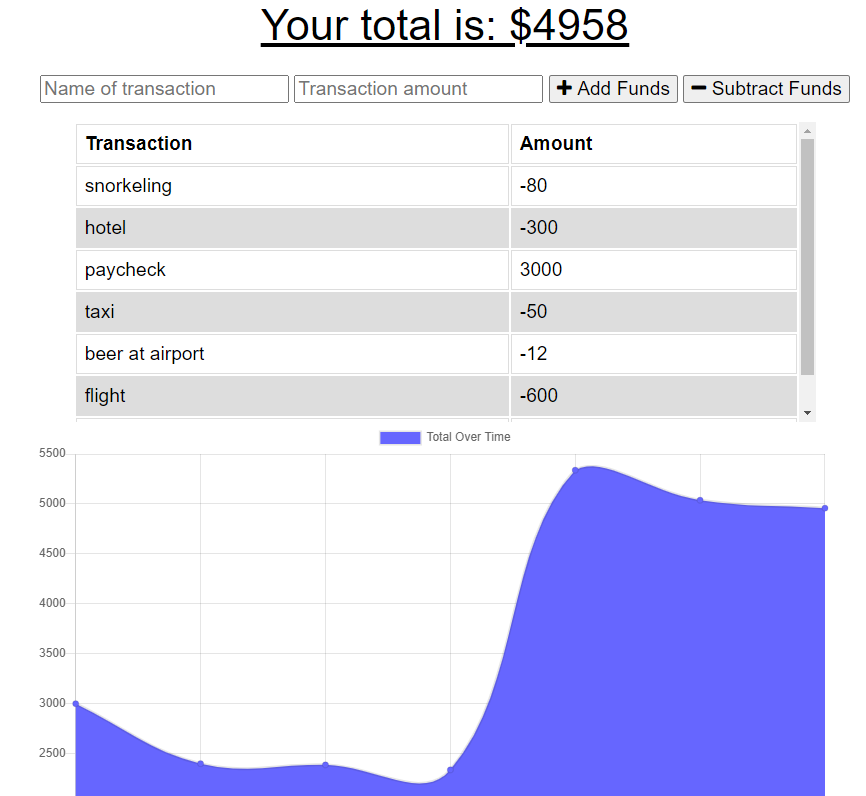 Your total is: $4958
Name of transaction Transaction amount Add Funds Subtract Funds
Transaction Amount
snorkeling -80
hotel -300
paycheck 3000
taxi -50
beer at airport -12
flight -600
Total Over Time
5500
5000
4500
4000
3500
3000
2500